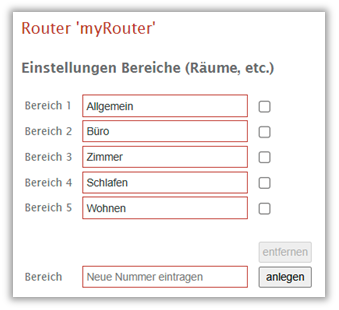 Router 'myRouter'
Einstellungen Bereiche (Räume, etc.)
Bereich 1 Allgemein
Bereich 2 Büro
Bereich 3 Zimmer
Bereich 4 Schlafen
Bereich 5 Wohnen
entfernen
Bereich Neue Nummer eintragen anlegen